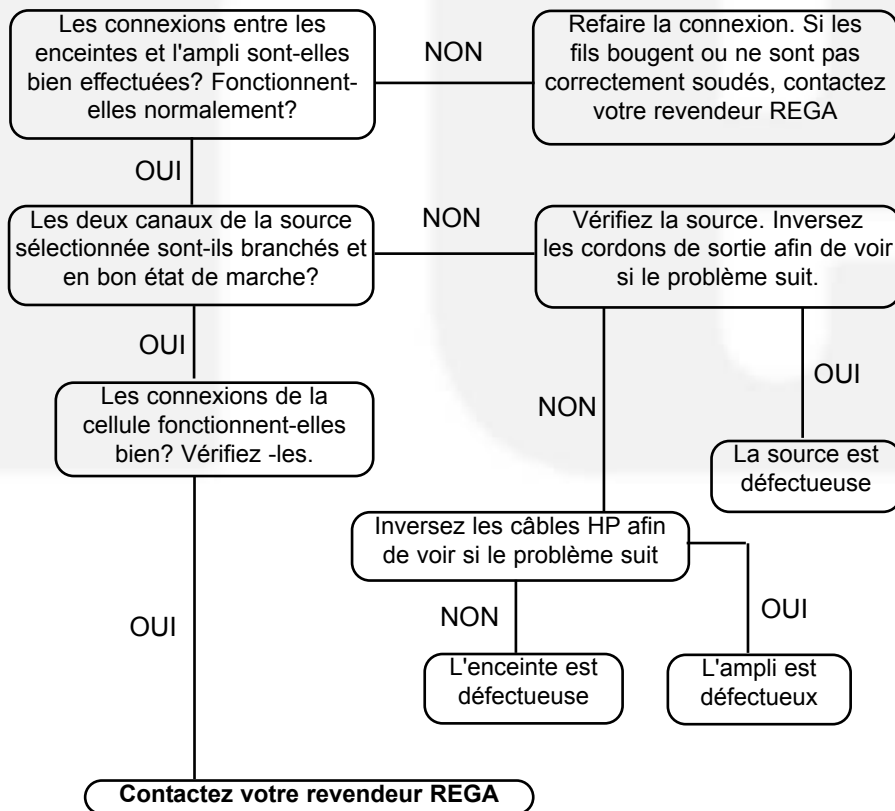 Les connexions entre les
enceintes et l'ampli sont-elles
bien effectuées? Fonctionnent-
elles normalement?
NON
Refaire la connexion. Si les
fils bougent ou ne sont pas
correctement soudés, contactez
votre revendeur REGA
OUI
Les deux canaux de la source
sélectionnée sont-ils branchés et
en bon état de marche?
NON
Vérifiez la source. Inversez
les cordons de sortie afin de voir
si le problème suit.
OUI
Les connexions de la
cellule fonctionnent-elles
bien? Vérifiez -les.
NON
OUI
La source est
défectueuse
Inversez les câbles HP afin
de voir si le problème suit
OUI
NON
OUI
L'enceinte est
défectueuse
L'ampli est
défectueux
Contactez votre revendeur REGA